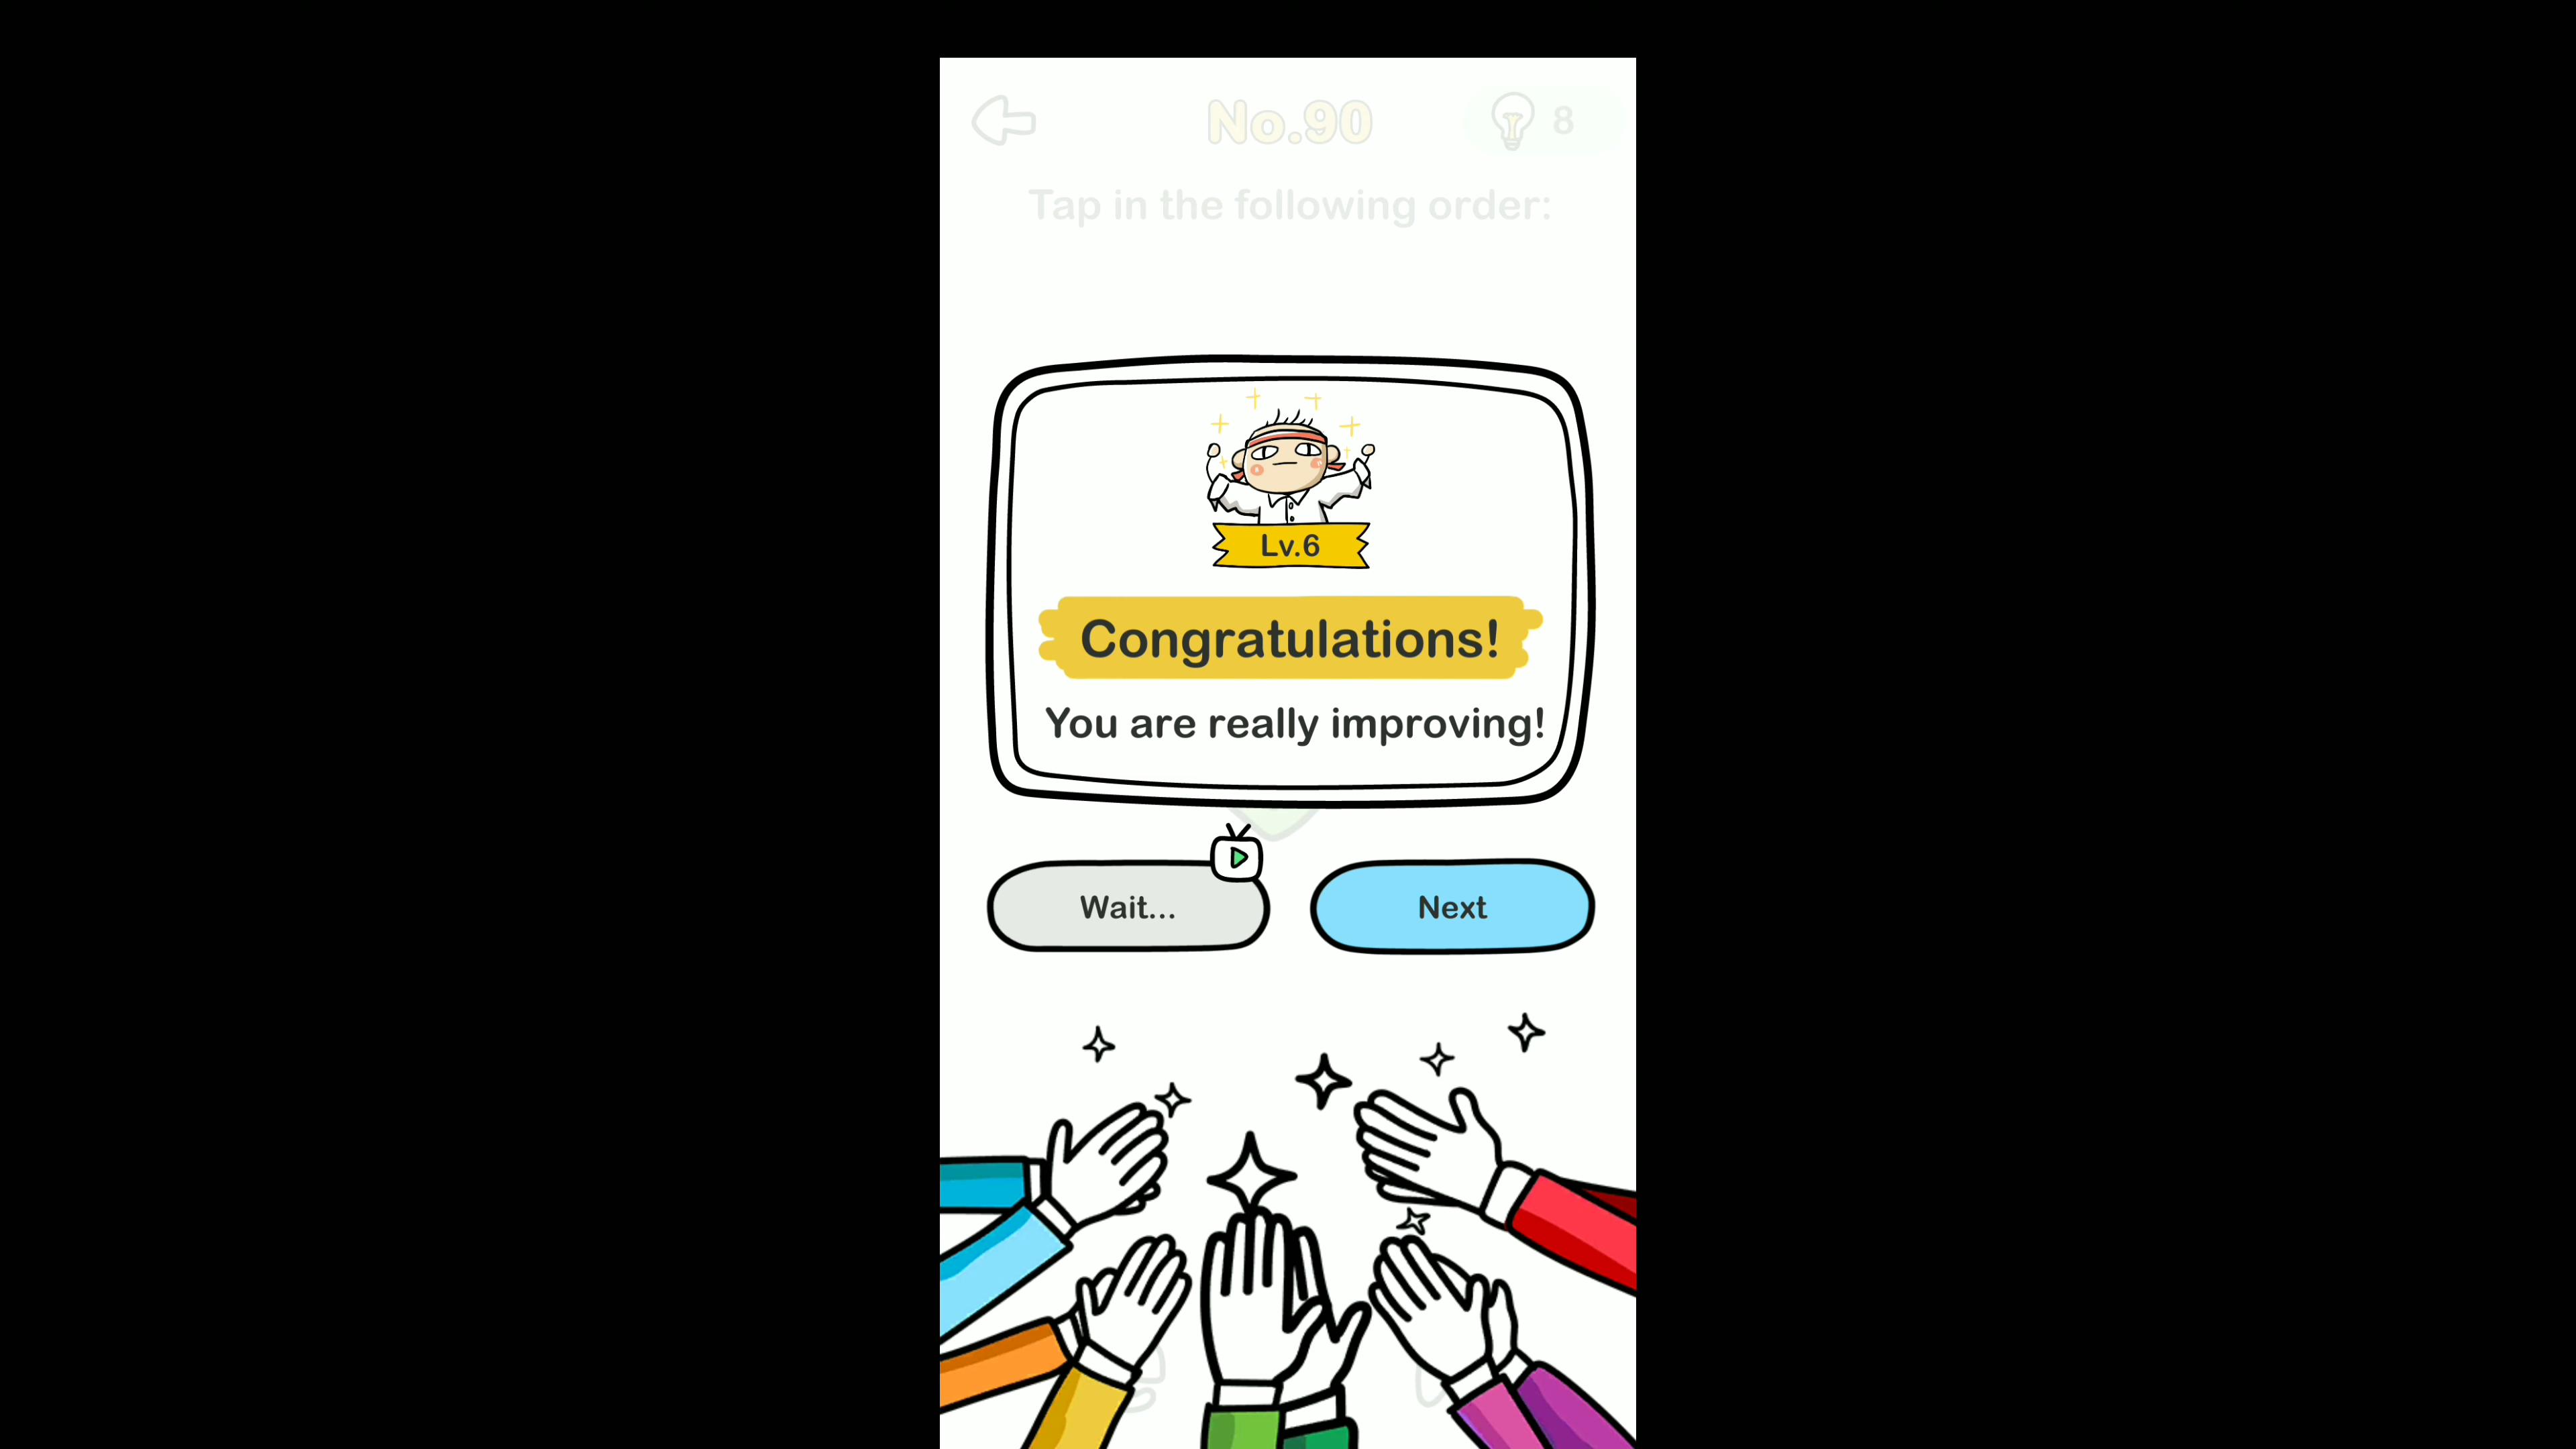 No.90
8
Tap in the following order:
Lv.6
Congratulations!
You are really improving!
Wait...
Next